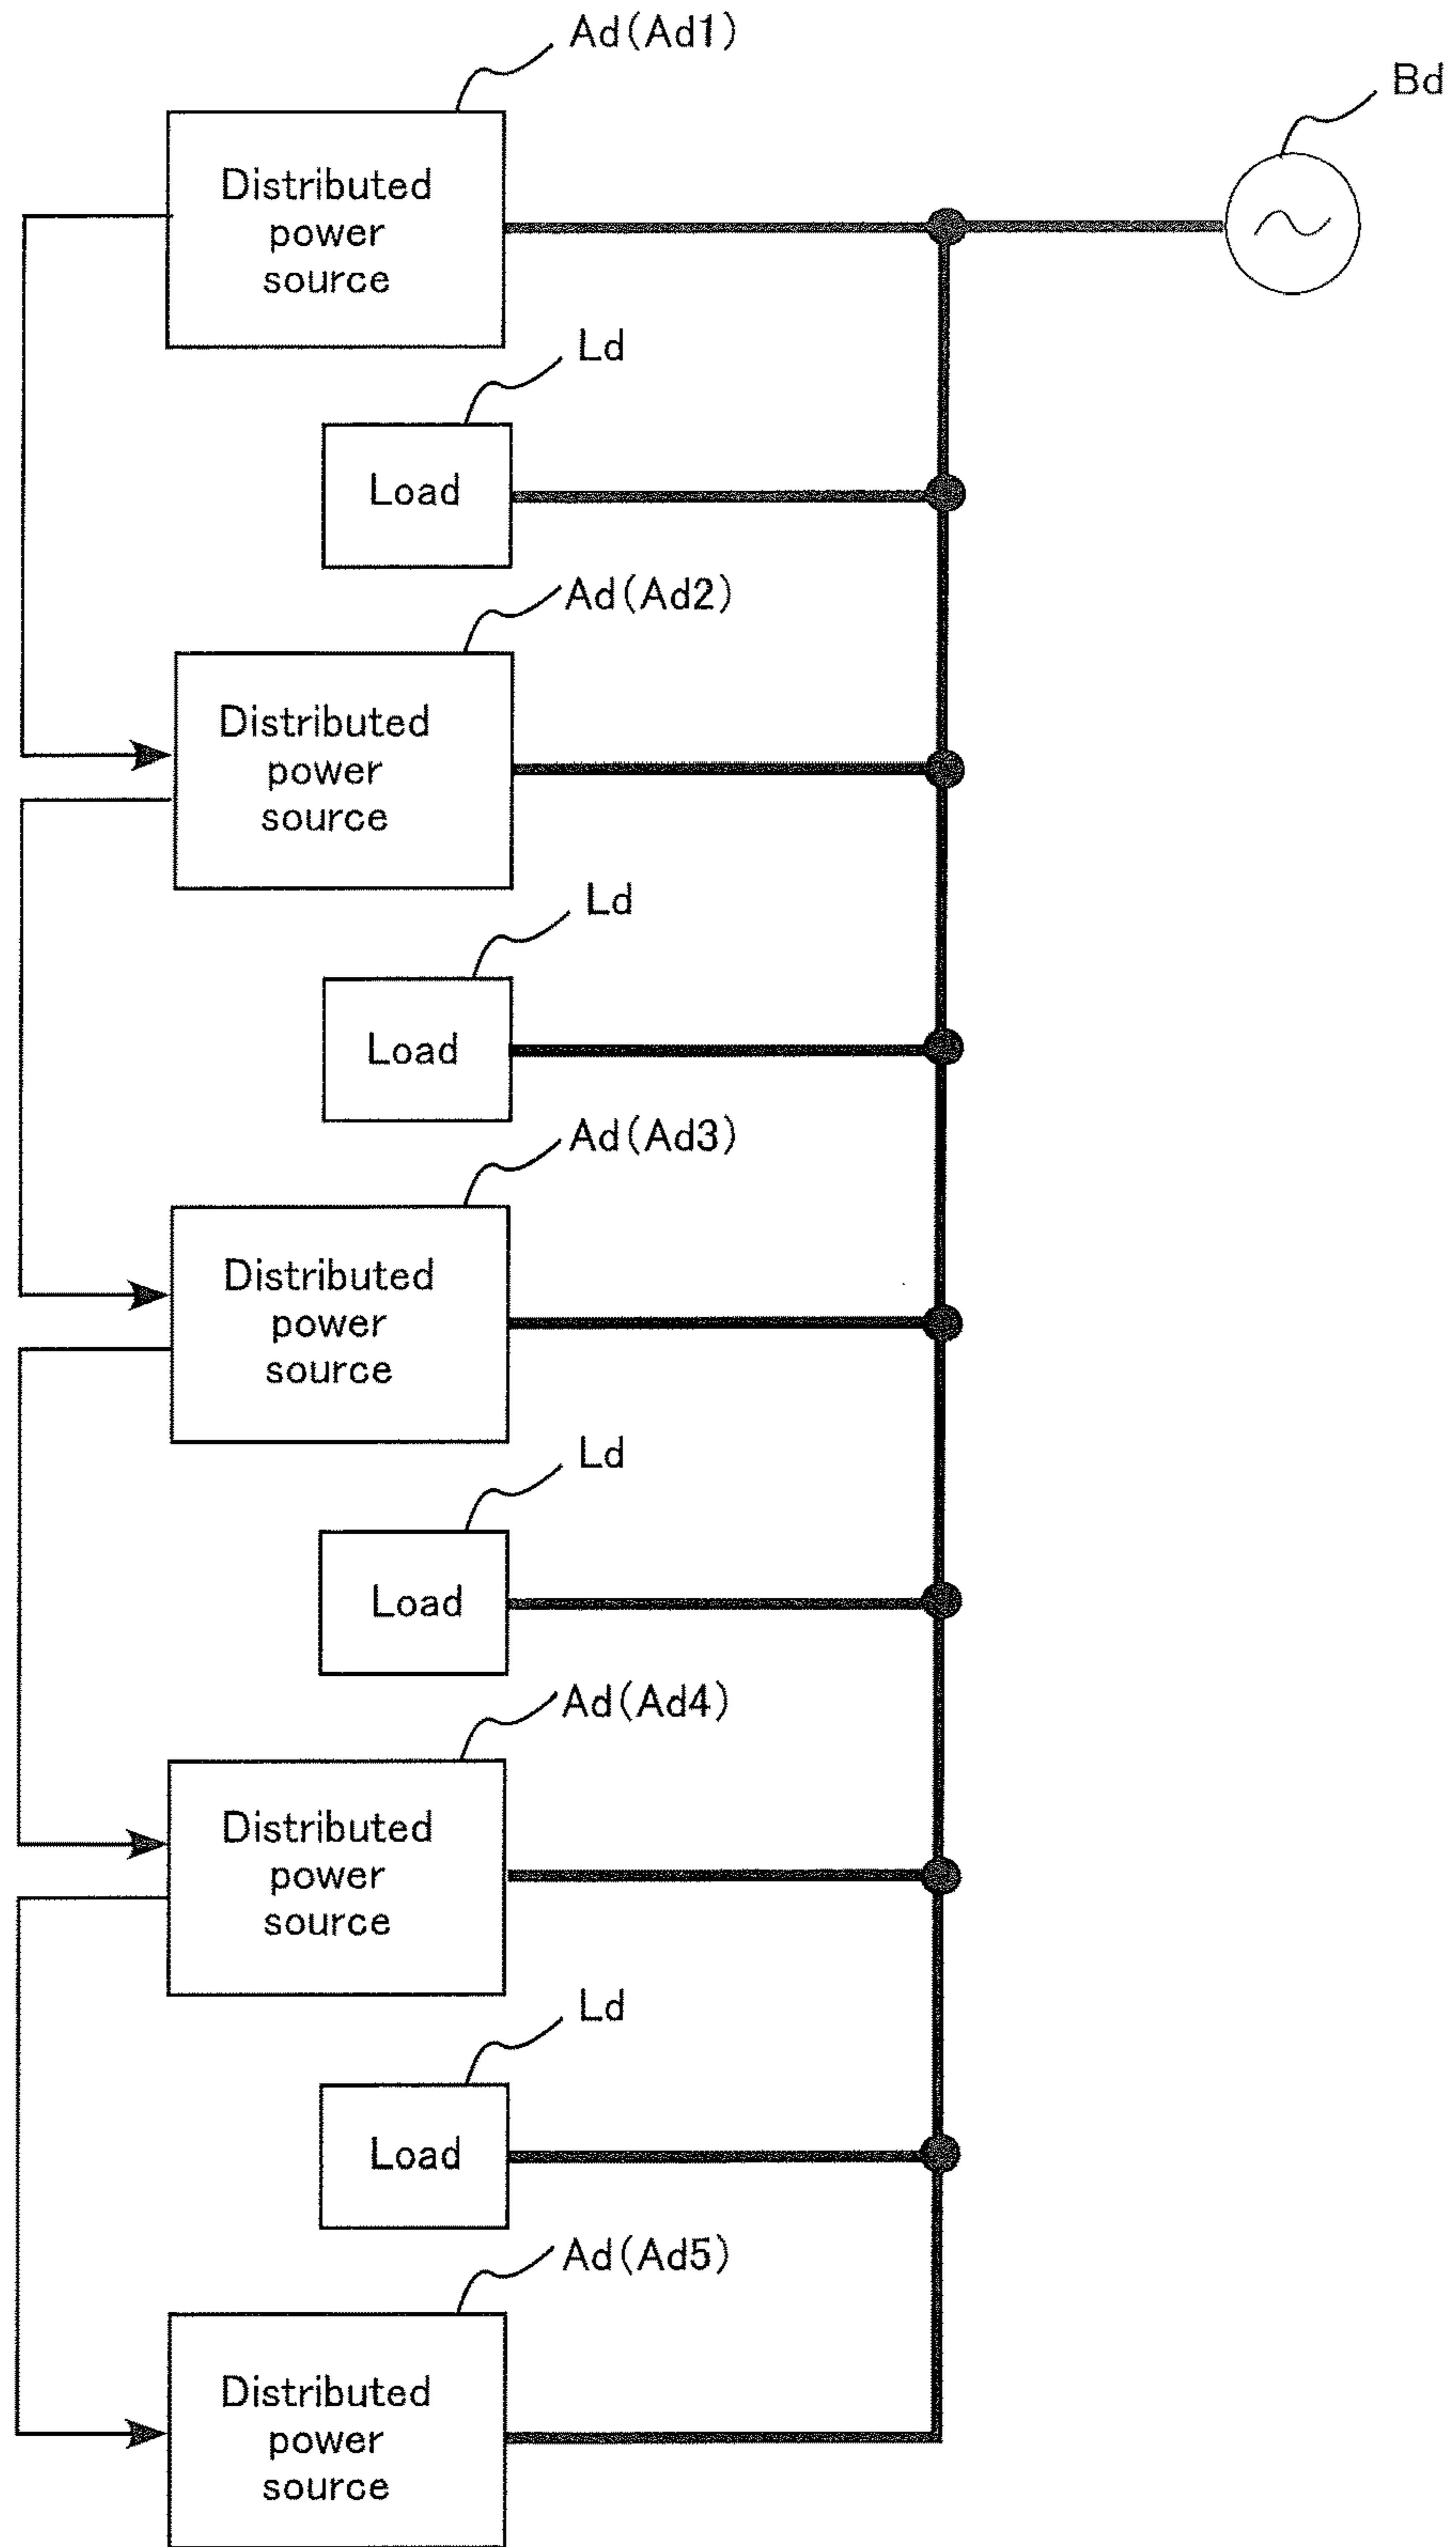 Ad(Ad1)
Bd
Distributed
power
source
Ld
Load
Ad(Ad2)
Distributed
power
source
Ld
Load
Ad(Ad3)
Distributed
power
source
Ld
Load
Ad(Ad4)
Distributed
power
source
Ld
Load
Ad(Ad5)
Distributed
power
source